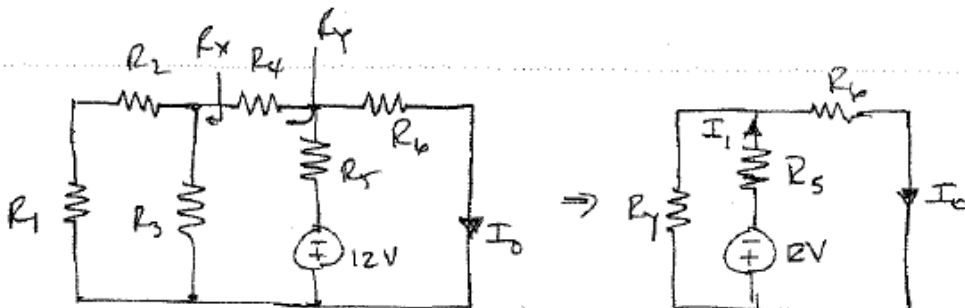 R2 Rx R4 Ry
R6
R1 R3 R5
12V I0
⇒
R6
I1
Ry R5 I0
12V